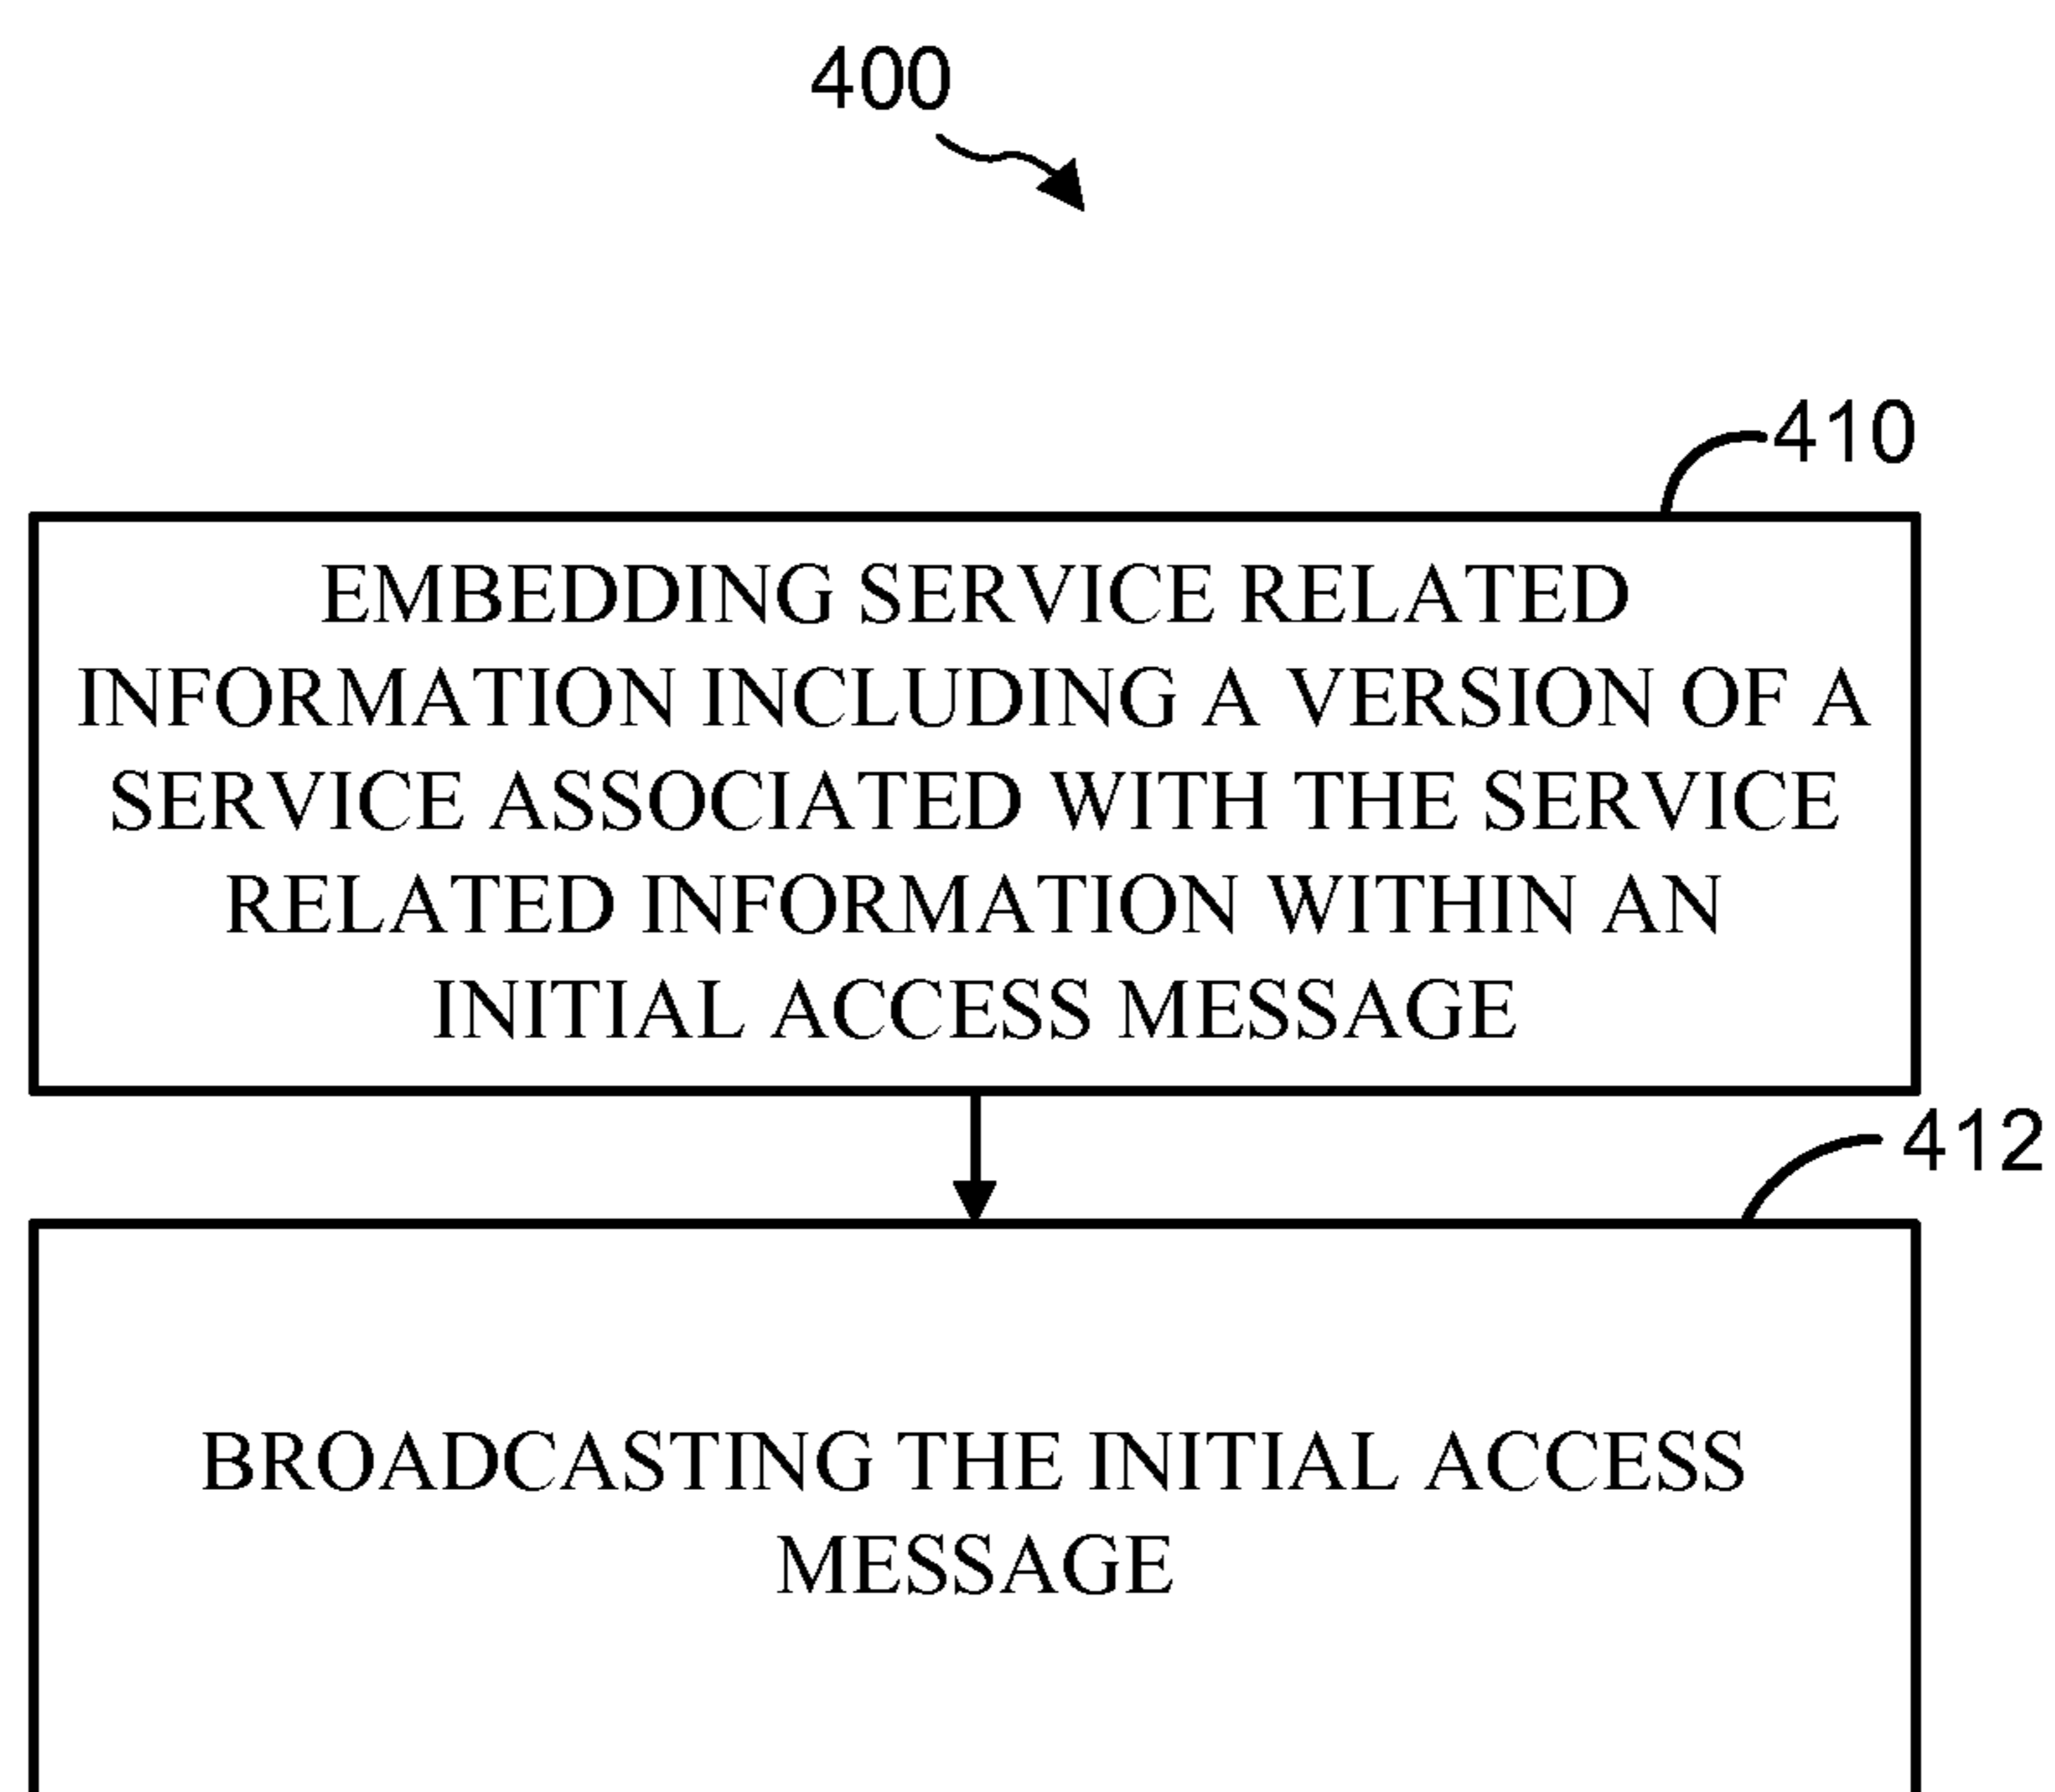 400
410
EMBEDDING SERVICE RELATED
INFORMATION INCLUDING A VERSION OF A
SERVICE ASSOCIATED WITH THE SERVICE
RELATED INFORMATION WITHIN AN
INITIAL ACCESS MESSAGE
412
BROADCASTING THE INITIAL ACCESS
MESSAGE